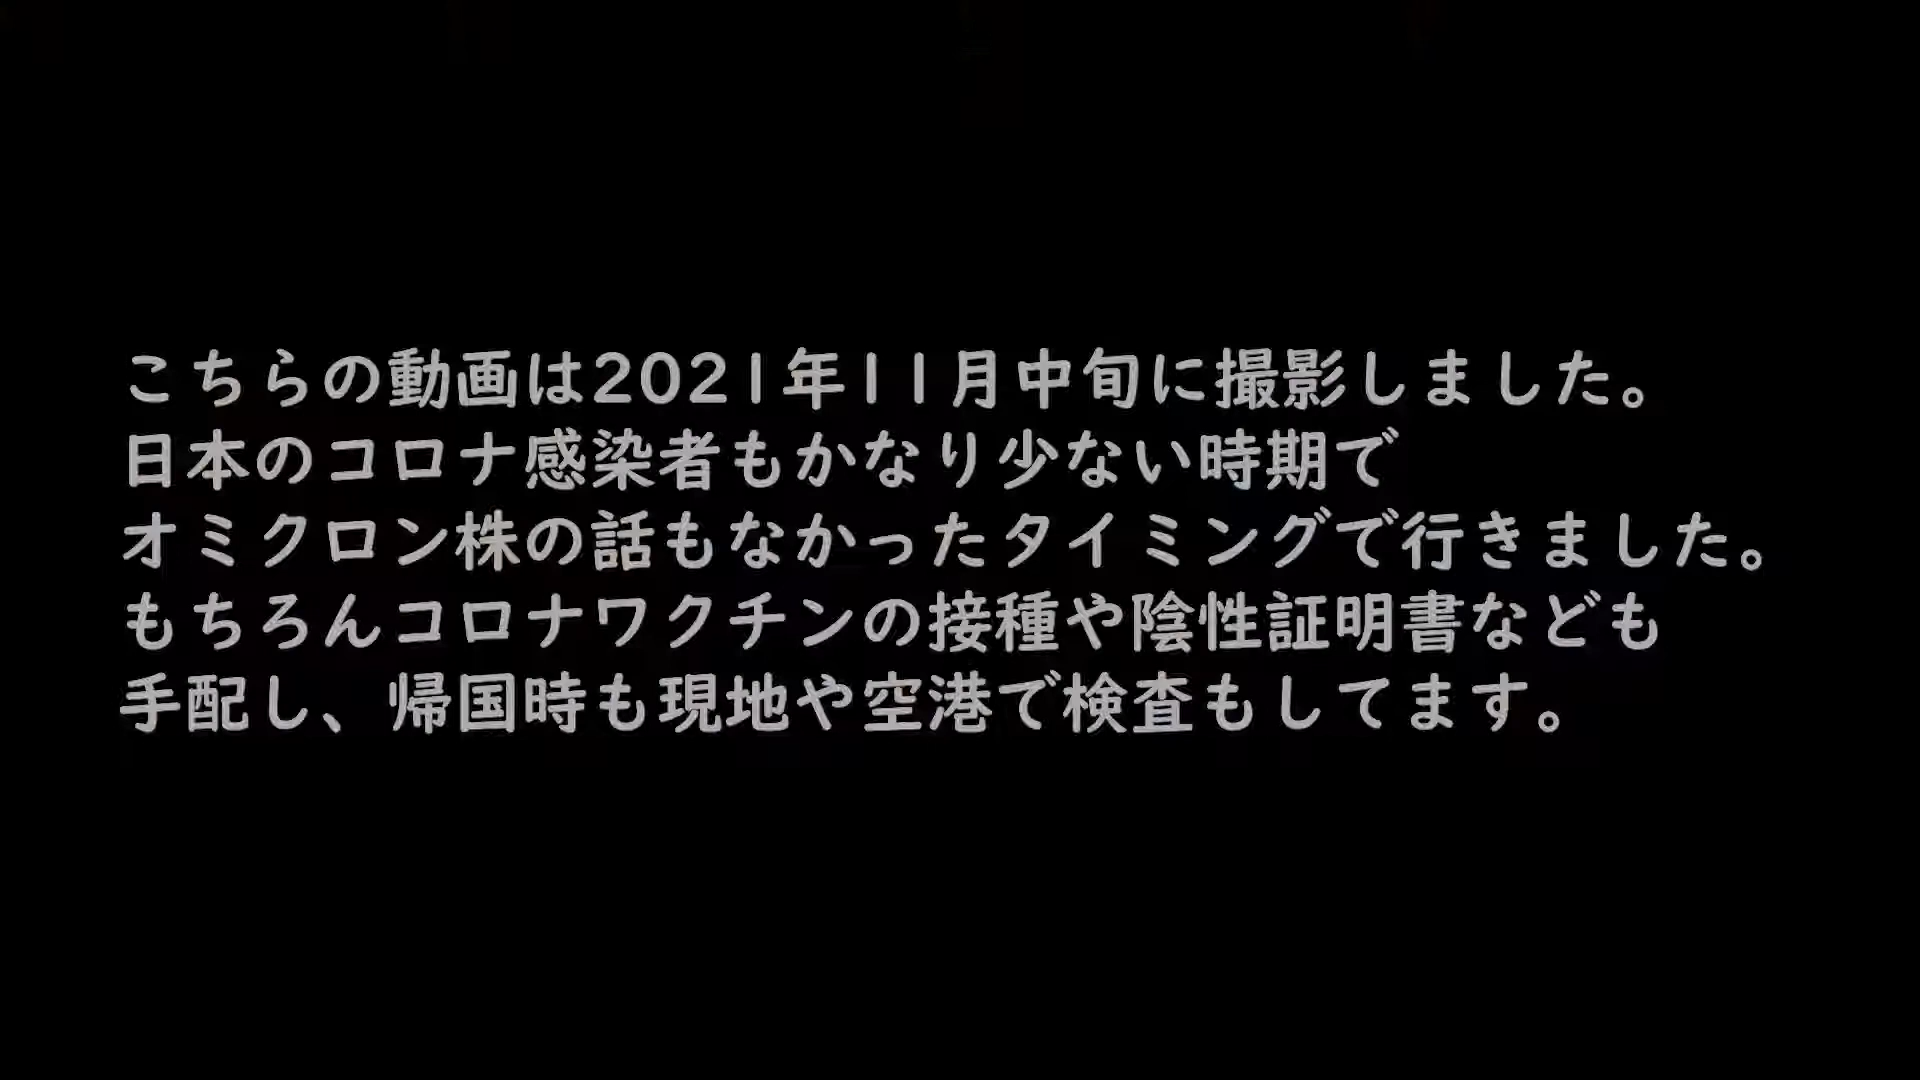 こちらの動画は2021年11月中旬に撮影しました。
日本のコロナ感染者もかなり少ない時期で
オミクロン株の話もなかったタイミングで行きました。
もちろんコロナワクチンの接種や陰性証明書なども
手配し、帰国時も現地や空港で検査もしてます。